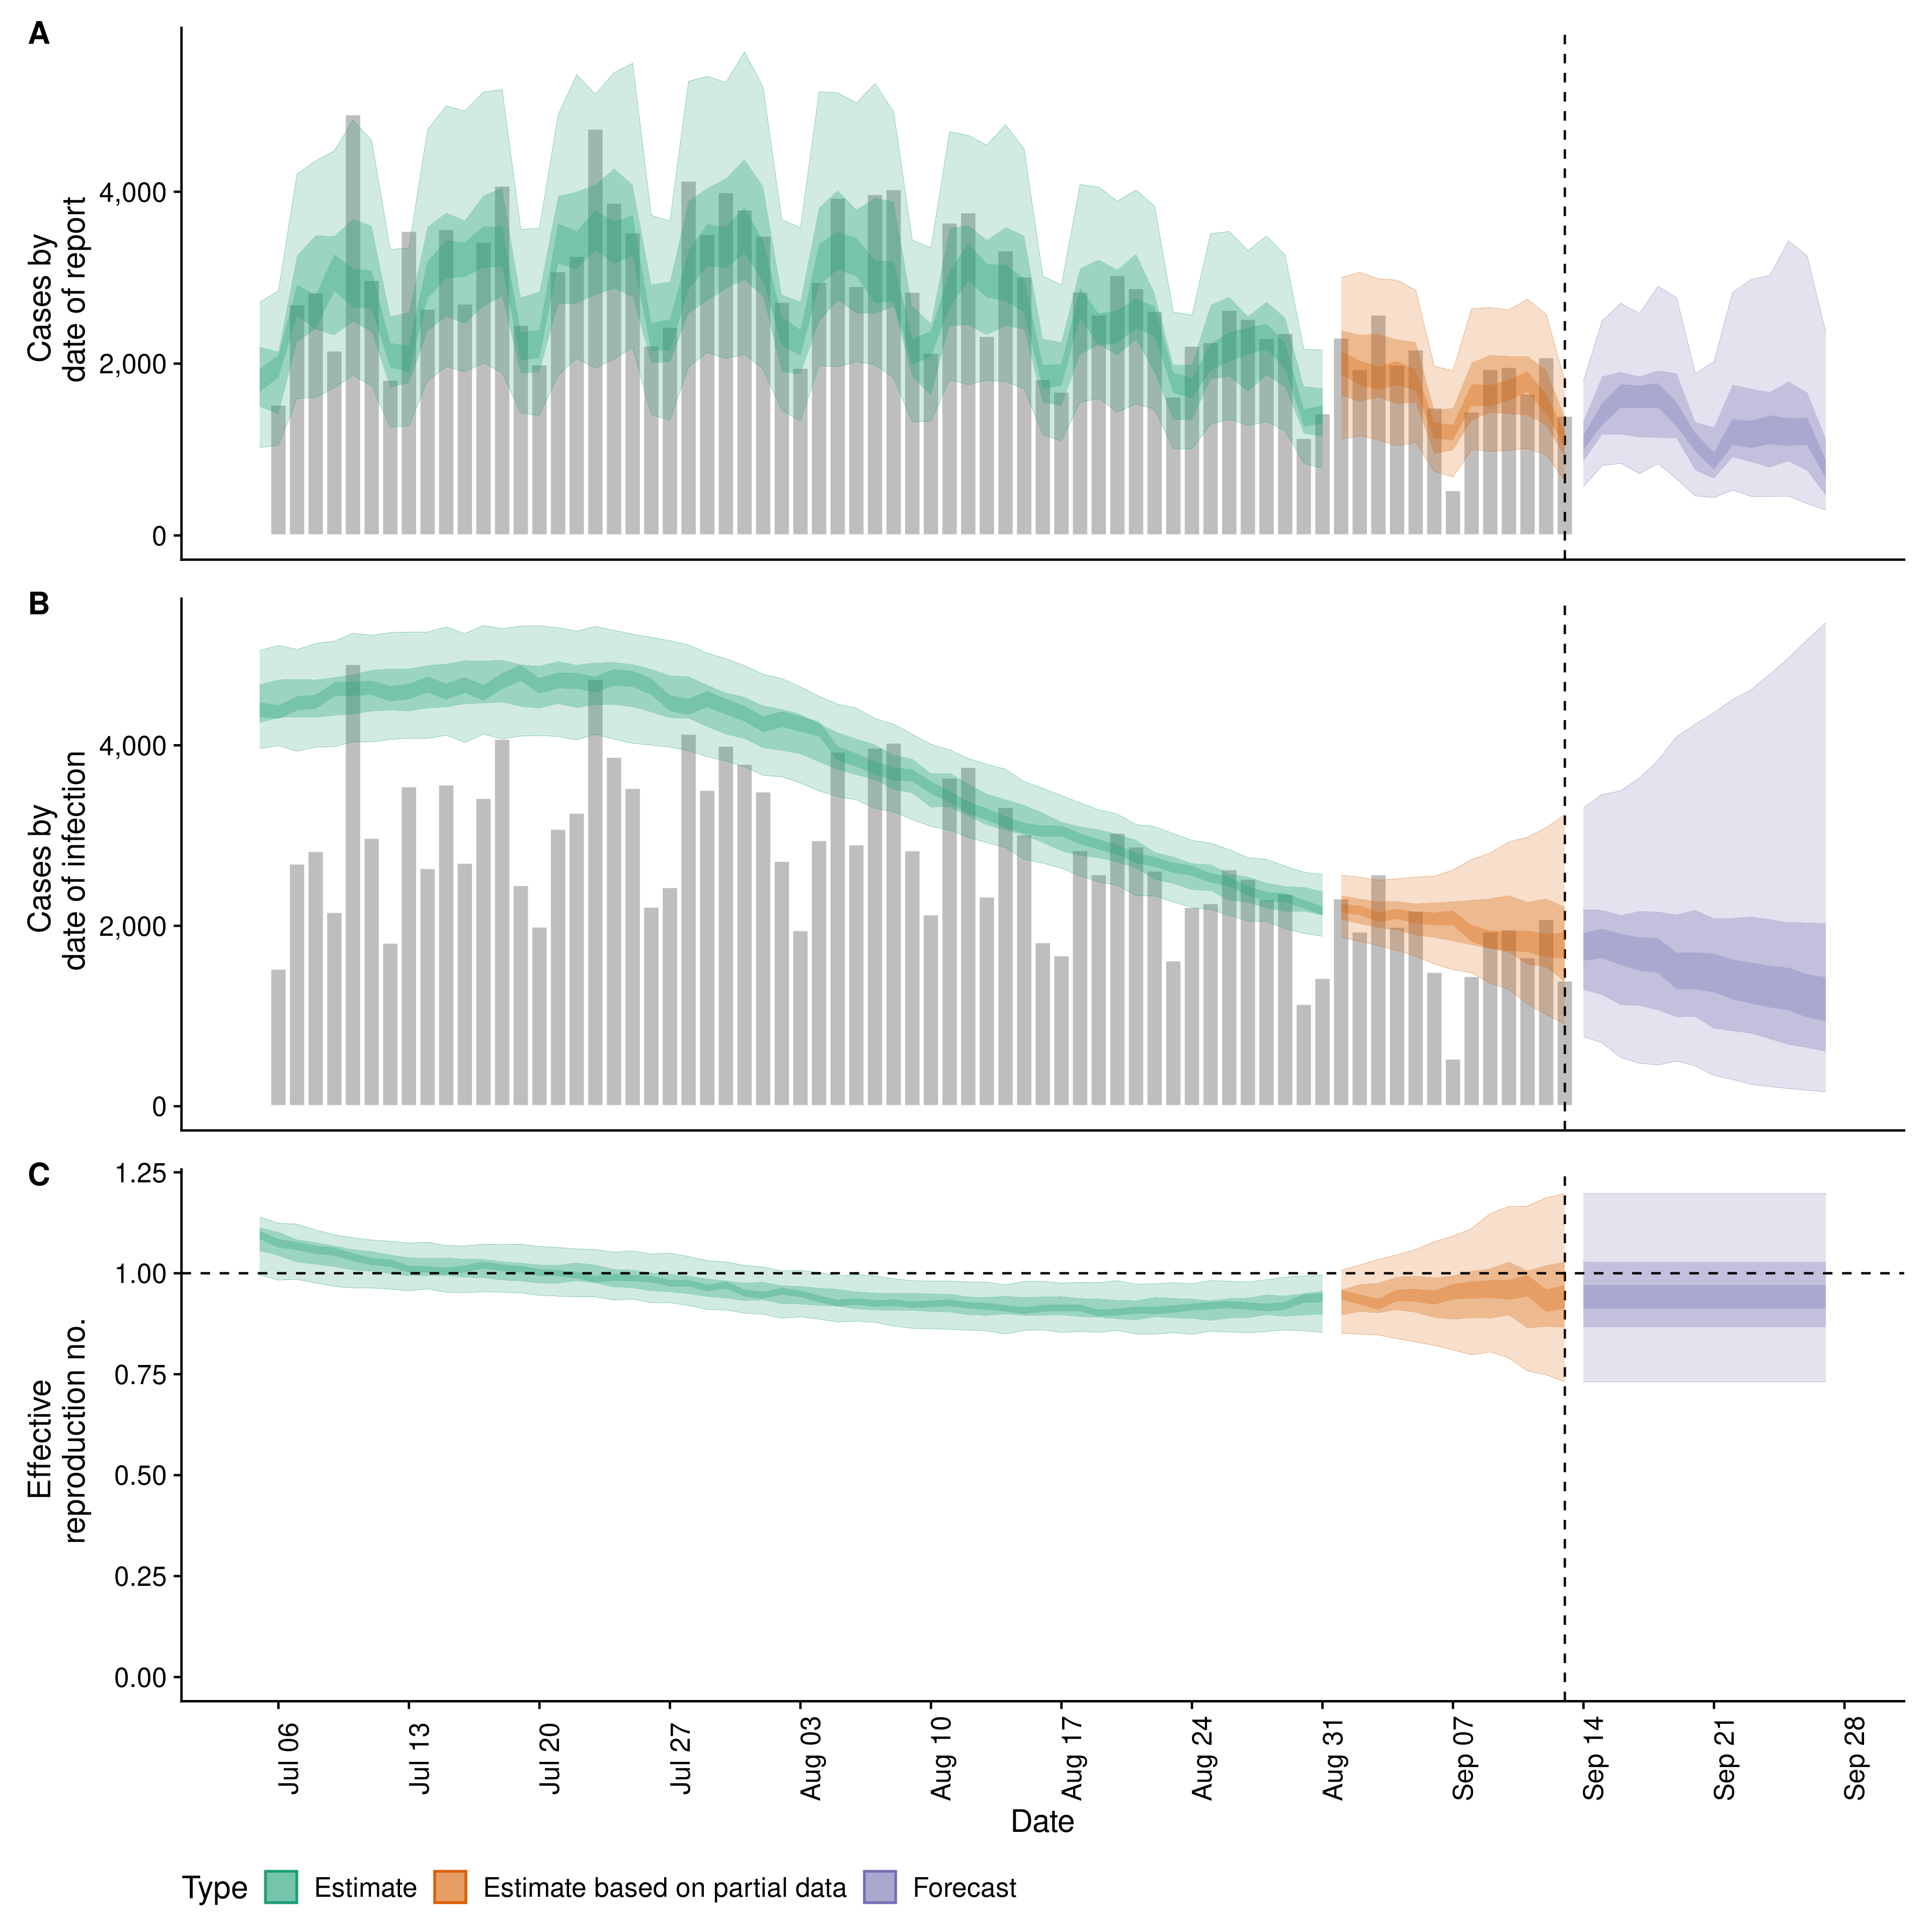 A
Cases by
date of report
4,000
2,000
0
B
Cases by
date of infection
4,000
2,000
0
C
Effective
reproduction no.
1.25
1.00
0.75
0.50
0.25
0.00
Jul 06
Jul 13
Jul 20
Jul 27
Aug 03
Aug 10
Aug 17
Aug 24
Aug 31
Sep 07
Sep 14
Sep 21
Sep 28
Date
Type Estimate Estimate based on partial data Forecast